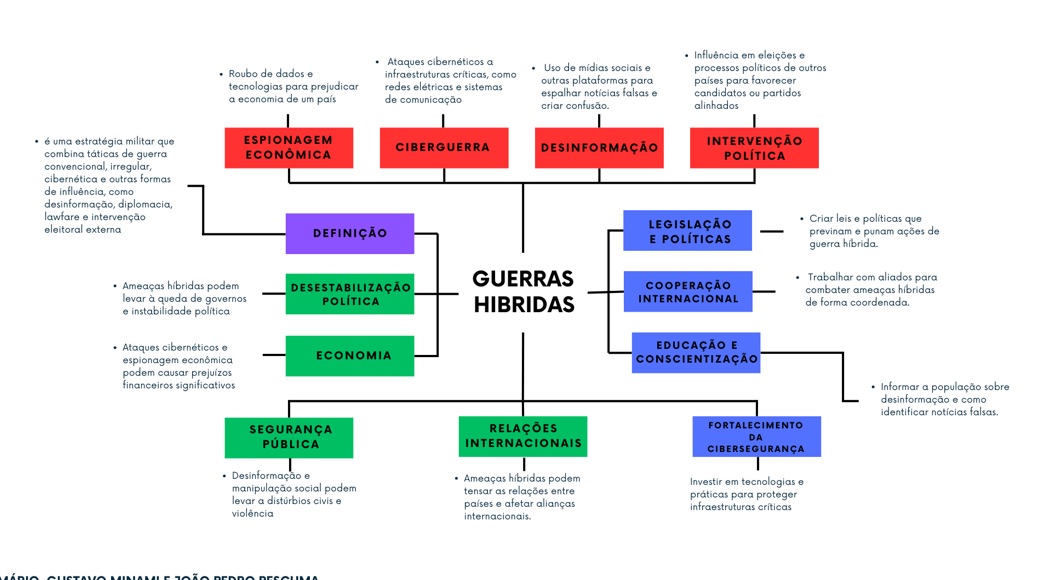 • Roubo de dados e
tecnologias para prejudicar
a economia de um país
• Ataques cibernéticos a
infraestruturas críticas, como
redes elétricas e sistemas
de comunicação
• Uso de mídias sociais e
outras plataformas para
espalhar notícias falsas e
criar confusão.
• Influência em eleições e
processos políticos de outros
países para favorecer
candidatos ou partidos
alinhados
ESPIONAGEM
ECONÔMICA
CIBERGUERRA
DESINFORMAÇÃO
INTERVENÇÃO
POLÍTICA
• é uma estratégia militar que
combina táticas de guerra
convencional, irregular,
cibernética e outras formas
de influência, como
desinformação, diplomacia,
lawfare e intervenção
eleitoral externa
DEFINIÇÃO
LEGISLAÇÃO
E POLÍTICAS
• Criar leis e políticas que
previnam e punam ações de
guerra híbrida.
GUERRAS
HIBRIDAS
• Ameaças híbridas podem
levar à queda de governos
e instabilidade política
DESESTABILIZAÇÃO
POLÍTICA
COOPERAÇÃO
INTERNACIONAL
• Trabalhar com aliados para
combater ameaças híbridas
de forma coordenada.
• Ataques cibernéticos e
espionagem econômica
podem causar prejuízos
financeiros significativos
ECONOMIA
EDUCAÇÃO E
CONSCIENTIZAÇÃO
• Informar a população sobre
desinformação e como
identificar notícias falsas.
SEGURANÇA
PÚBLICA
RELAÇÕES
INTERNACIONAIS
FORTALECIMENTO
DA
CIBERSEGURANÇA
• Desinformação e
manipulação social podem
levar a distúrbios civis e
violência
• Ameaças híbridas podem
tensar as relações entre
países e afetar alianças
internacionais.
Investir em tecnologias e
práticas para proteger
infraestruturas críticas
MÁRIO, GUSTAVO MINAMI E JOÃO PEDRO PESCUMA